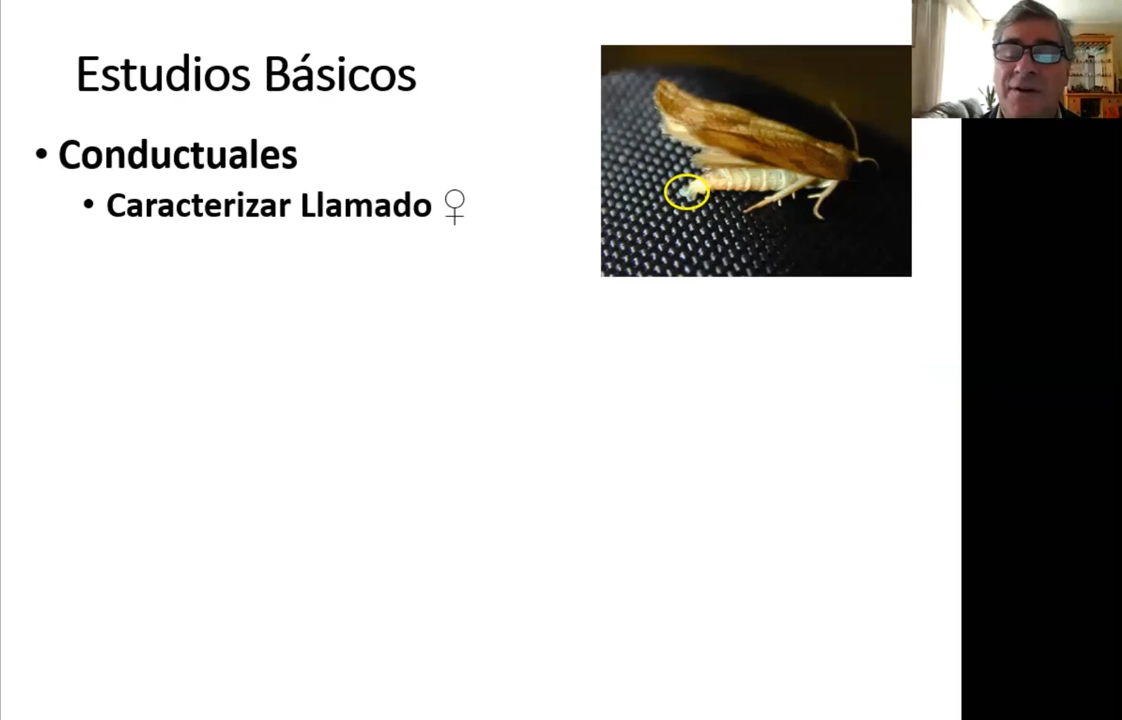 Estudios Básicos
• Conductuales
• Caracterizar Llamado ♀